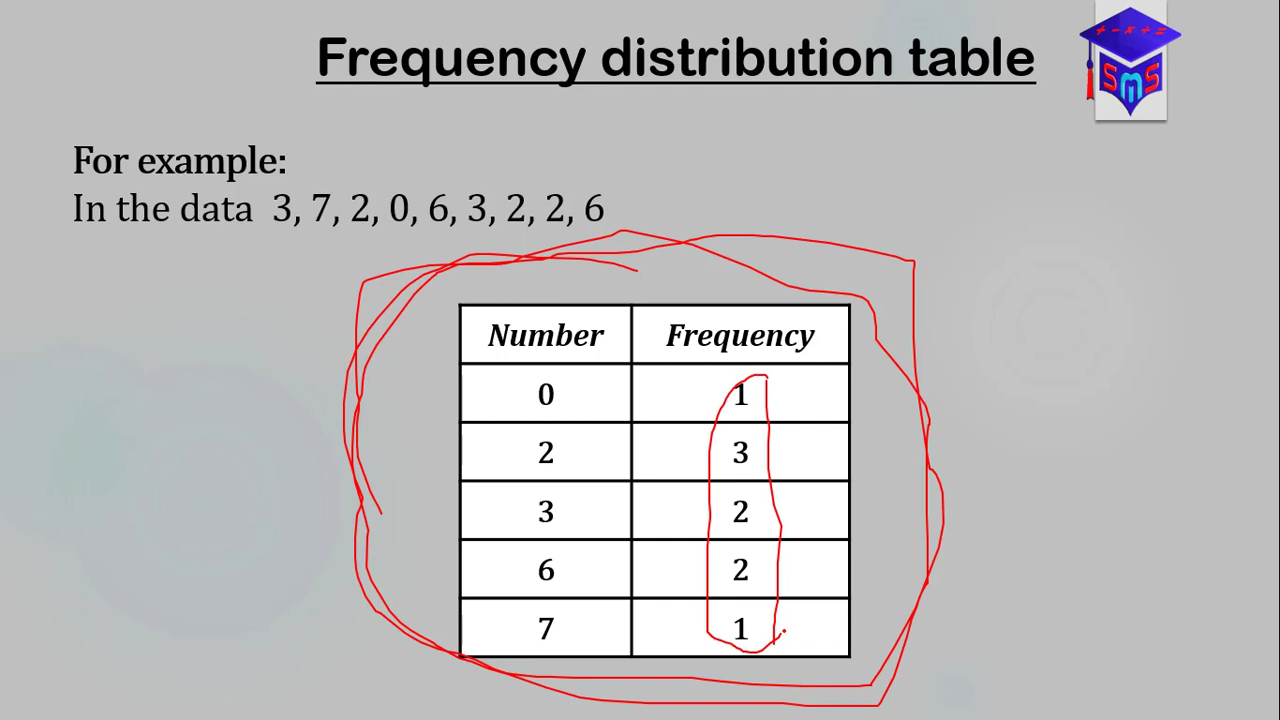 Frequency distribution table
+ - × + =
SMS
For example:
In the data 3, 7, 2, 0, 6, 3, 2, 2, 6
Number Frequency
0 1
2 3
3 2
6 2
7 1